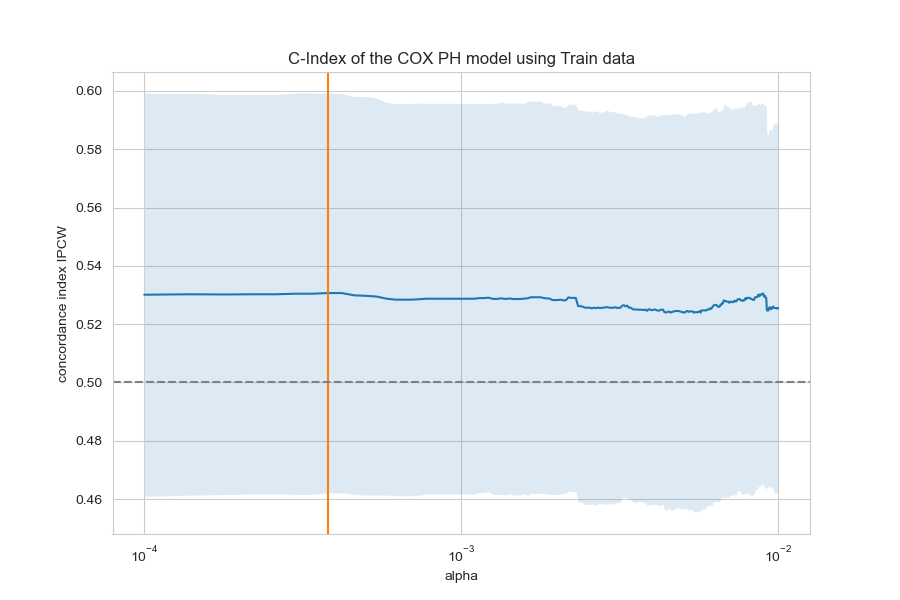 C-Index of the COX PH model using Train data
concordance index IPCW
0.60
0.58
0.56
0.54
0.52
0.50
0.48
0.46
10⁻⁴ 10⁻³ 10⁻²
alpha